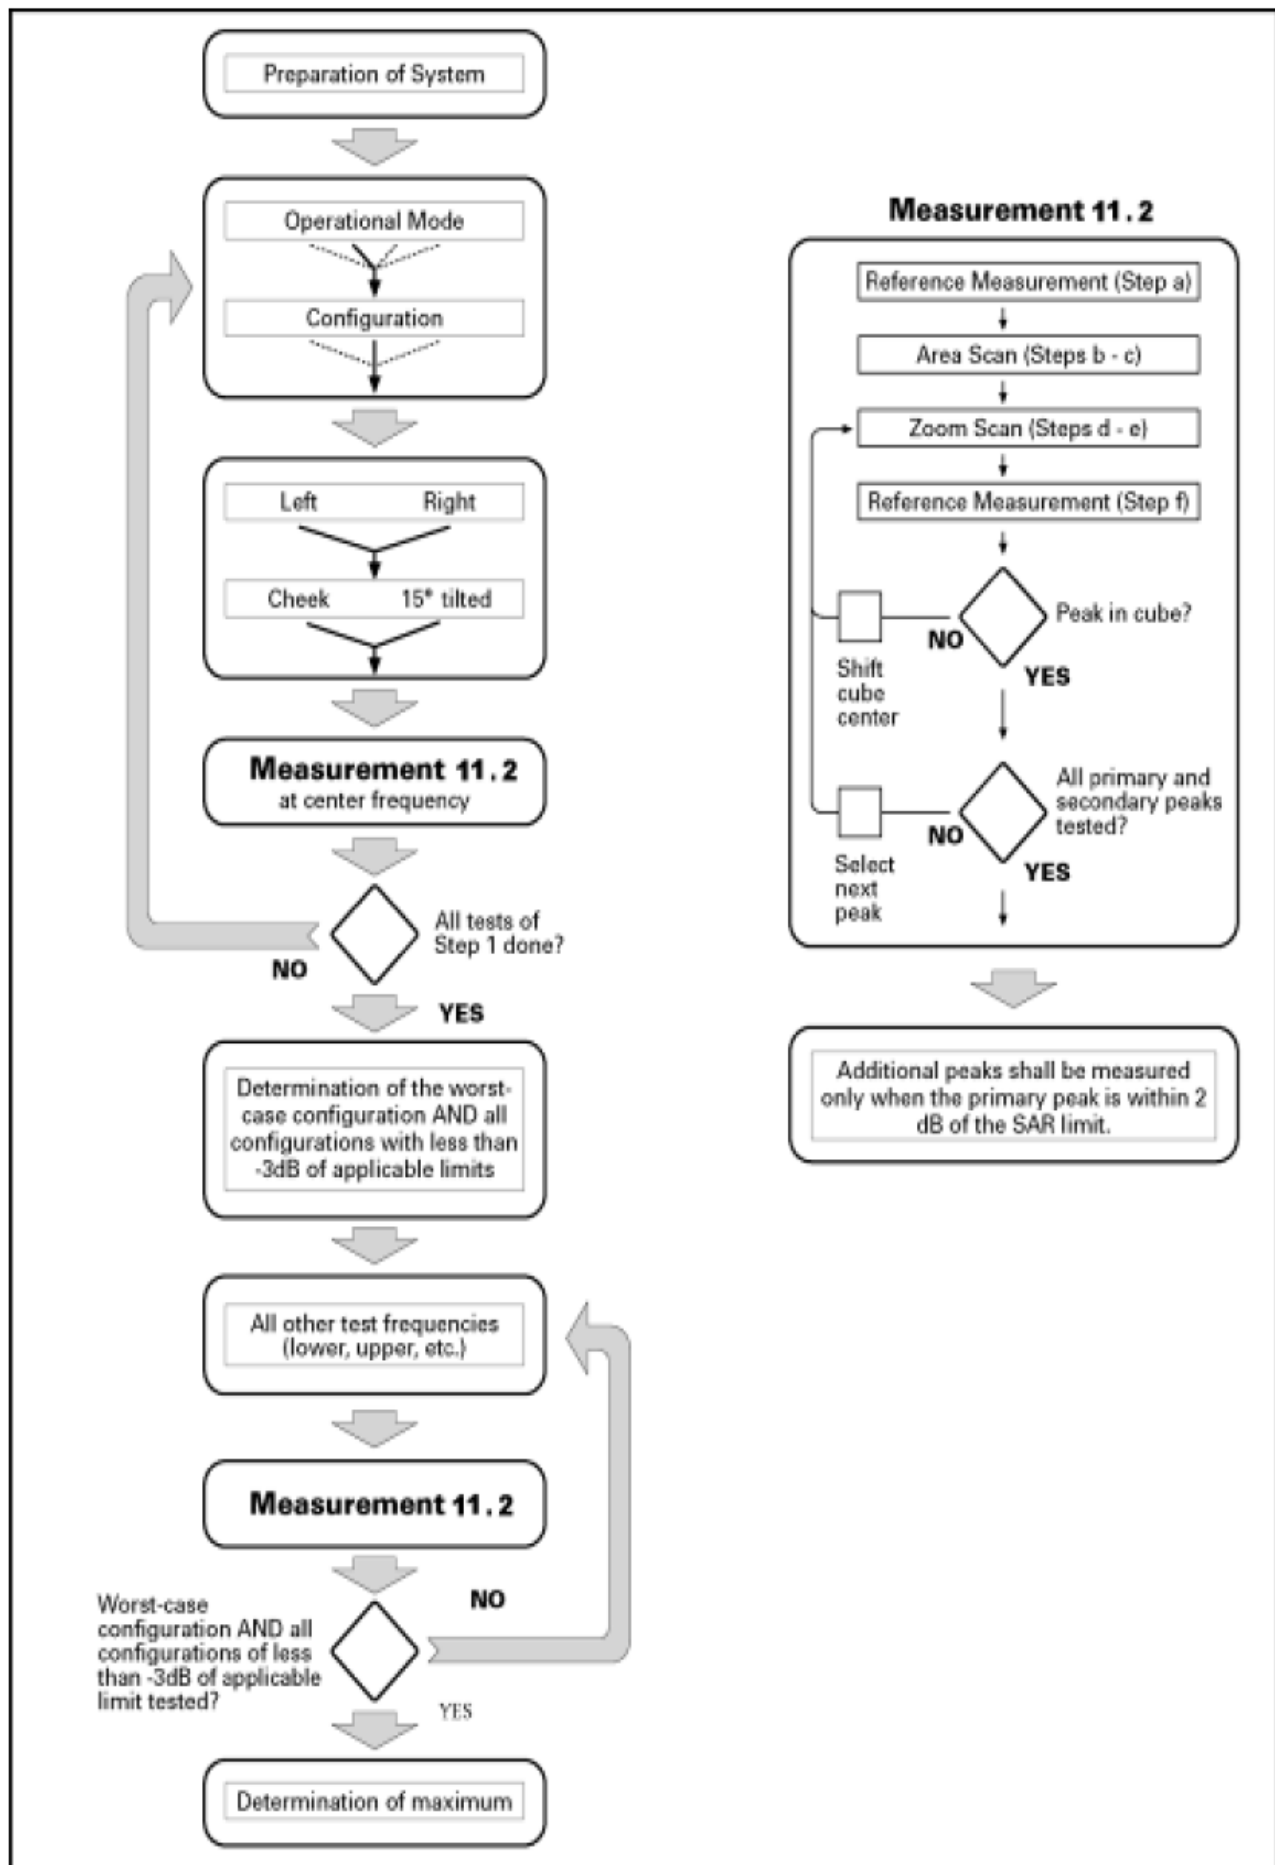 Preparation of System
Operational Mode
Configuration
Left Right
Cheek 15° tilted
Measurement 11.2
at center frequency
All tests of
Step 1 done?
NO
YES
Determination of the worst-
case configuration AND all
configurations with less than
-3dB of applicable limits
All other test frequencies
(lower, upper, etc.)
Measurement 11.2
NO
Worst-case
configuration AND all
configurations of less
than -3dB of applicable
limit tested?
YES
Determination of maximum
Measurement 11.2
Reference Measurement (Step a)
Area Scan (Steps b - c)
Zoom Scan (Steps d - e)
Reference Measurement (Step f)
Peak in cube?
NO
YES
Shift
cube
center
All primary and
secondary peaks
tested?
NO
YES
Select
next
peak
Additional peaks shall be measured
only when the primary peak is within 2
dB of the SAR limit.